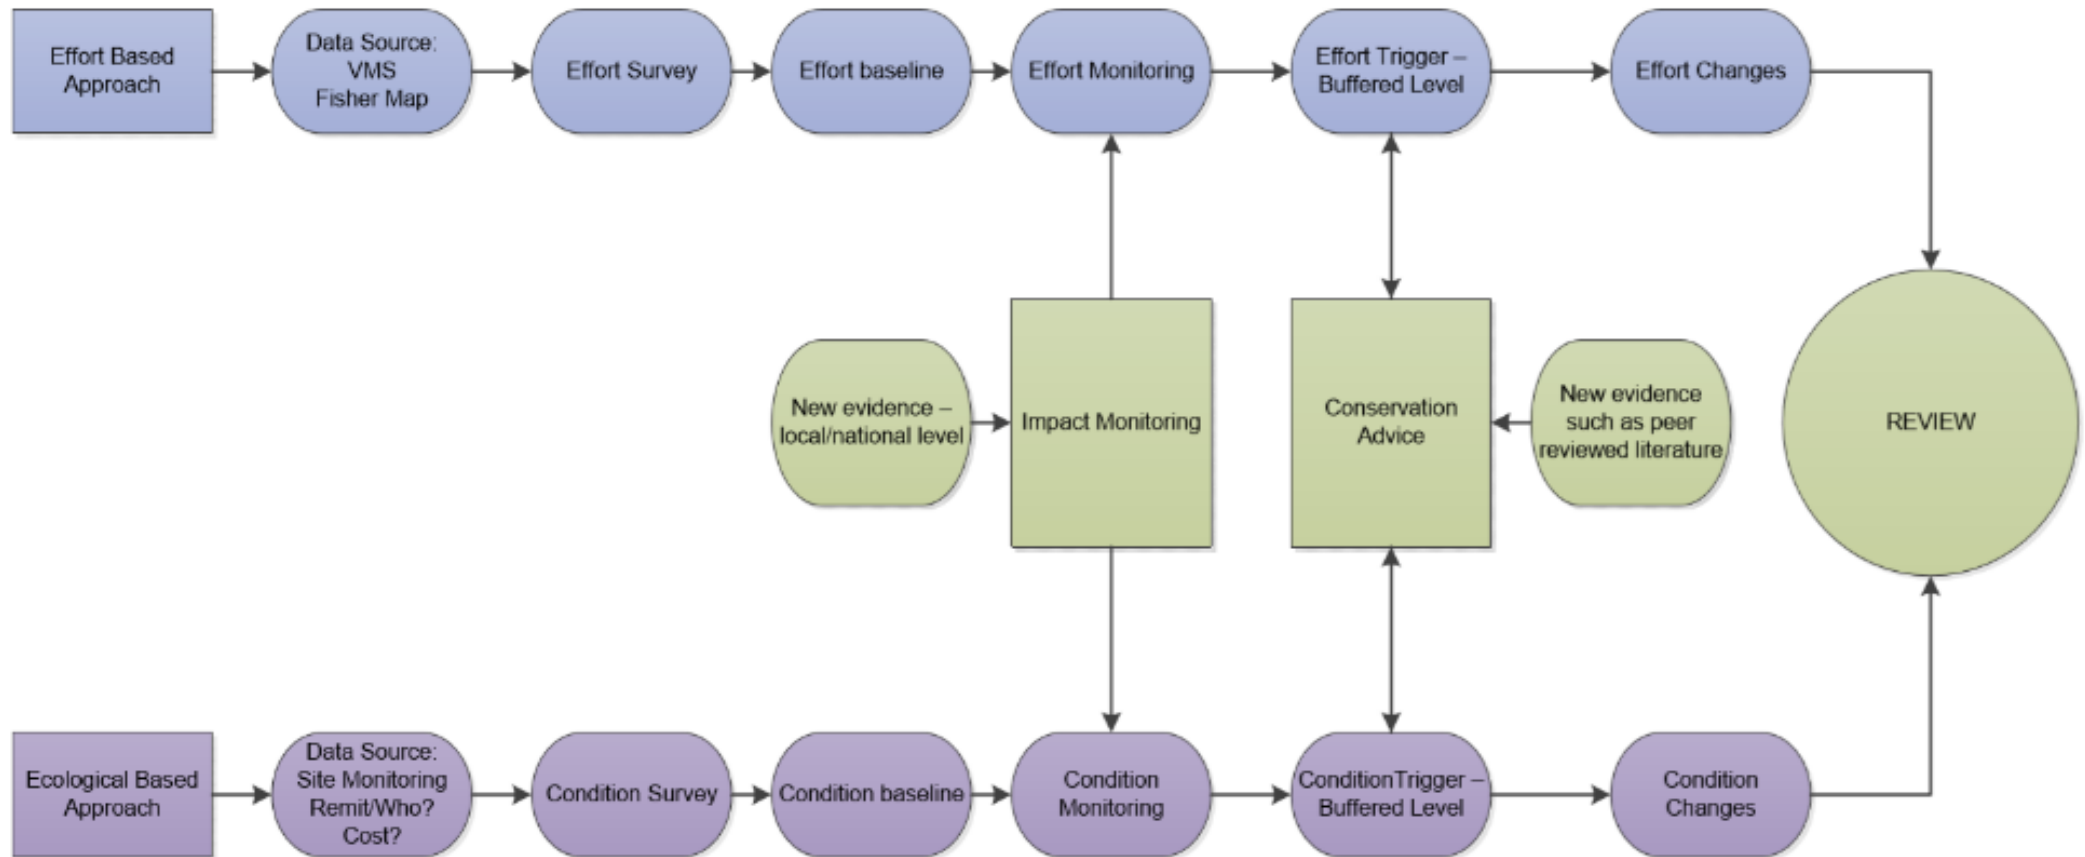 Effort Based
Approach
Data Source:
VMS
Fisher Map
Effort Survey
Effort baseline
Effort Monitoring
Effort Trigger –
Buffered Level
Effort Changes
New evidence –
local/national level
Impact Monitoring
Conservation
Advice
New evidence
such as peer
reviewed literature
REVIEW
Ecological Based
Approach
Data Source:
Site Monitoring
Remit/Who?
Cost?
Condition Survey
Condition baseline
Condition
Monitoring
ConditionTrigger –
Buffered Level
Condition
Changes